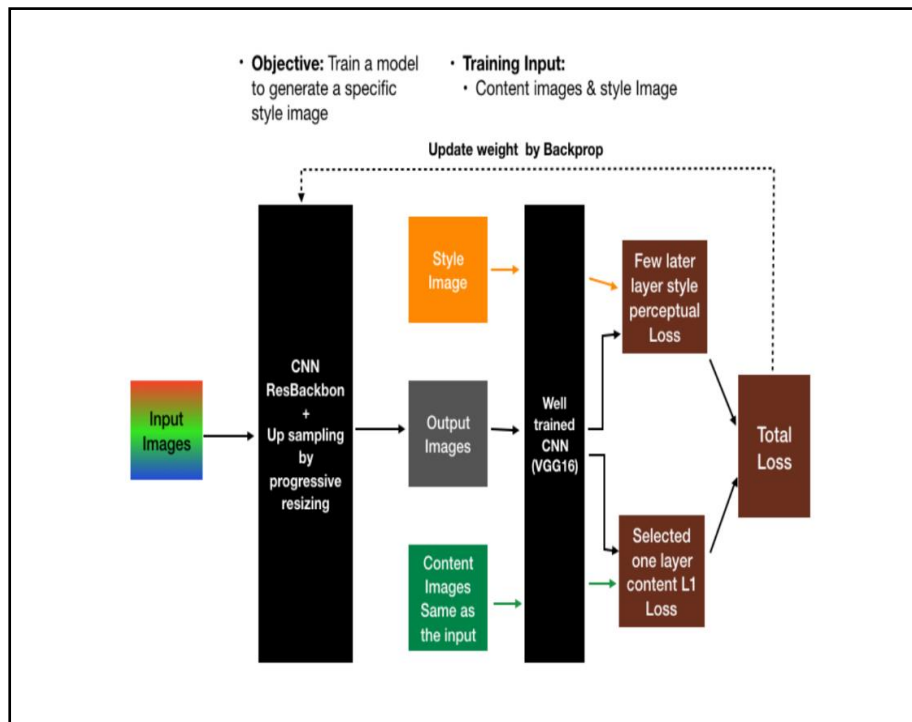 • Objective: Train a model
to generate a specific
style image
• Training Input:
• Content images & style Image
Update weight by Backprop
Input
Images
CNN
ResBackbon
+
Up sampling
by
progressive
resizing
Style
Image
Output
Images
Content
Images
Same as
the input
Well
trained
CNN
(VGG16)
Few later
layer style
perceptual
Loss
Selected
one layer
content L1
Loss
Total
Loss